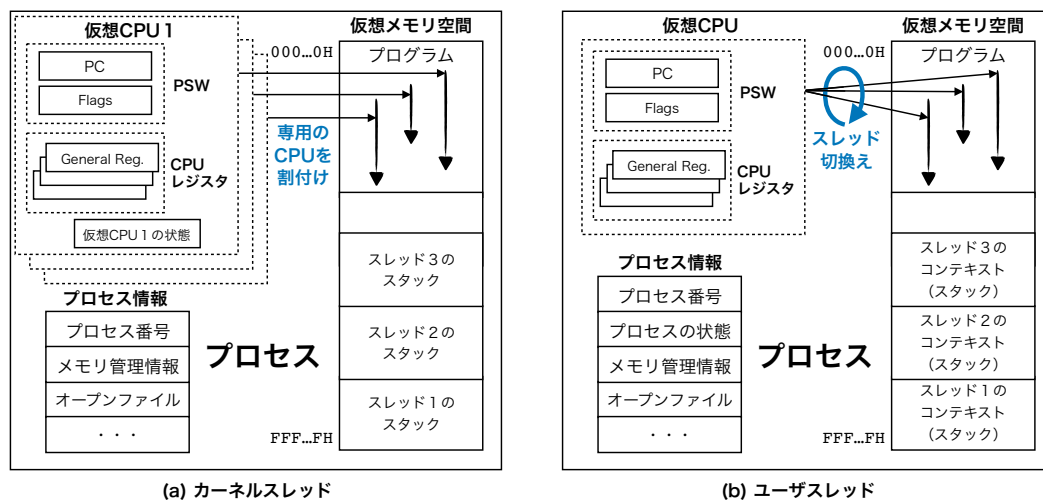 仮想CPU１
PC
Flags
PSW
General Reg.
CPU
レジスタ
仮想CPU１の状態
専用の
CPUを
割付け
プロセス情報
プロセス番号
メモリ管理情報
オープンファイル
・・・
プロセス
仮想メモリ空間
000...0H
プログラム
スレッド３の
スタック
スレッド２の
スタック
スレッド１の
スタック
FFF...FH
(a) カーネルスレッド
仮想CPU
PC
Flags
PSW
General Reg.
CPU
レジスタ
スレッド
切換え
プロセス情報
プロセス番号
プロセスの状態
メモリ管理情報
オープンファイル
・・・
プロセス
仮想メモリ空間
000...0H
プログラム
スレッド３の
コンテキスト
（スタック）
スレッド２の
コンテキスト
（スタック）
スレッド１の
コンテキスト
（スタック）
FFF...FH
(b) ユーザスレッド